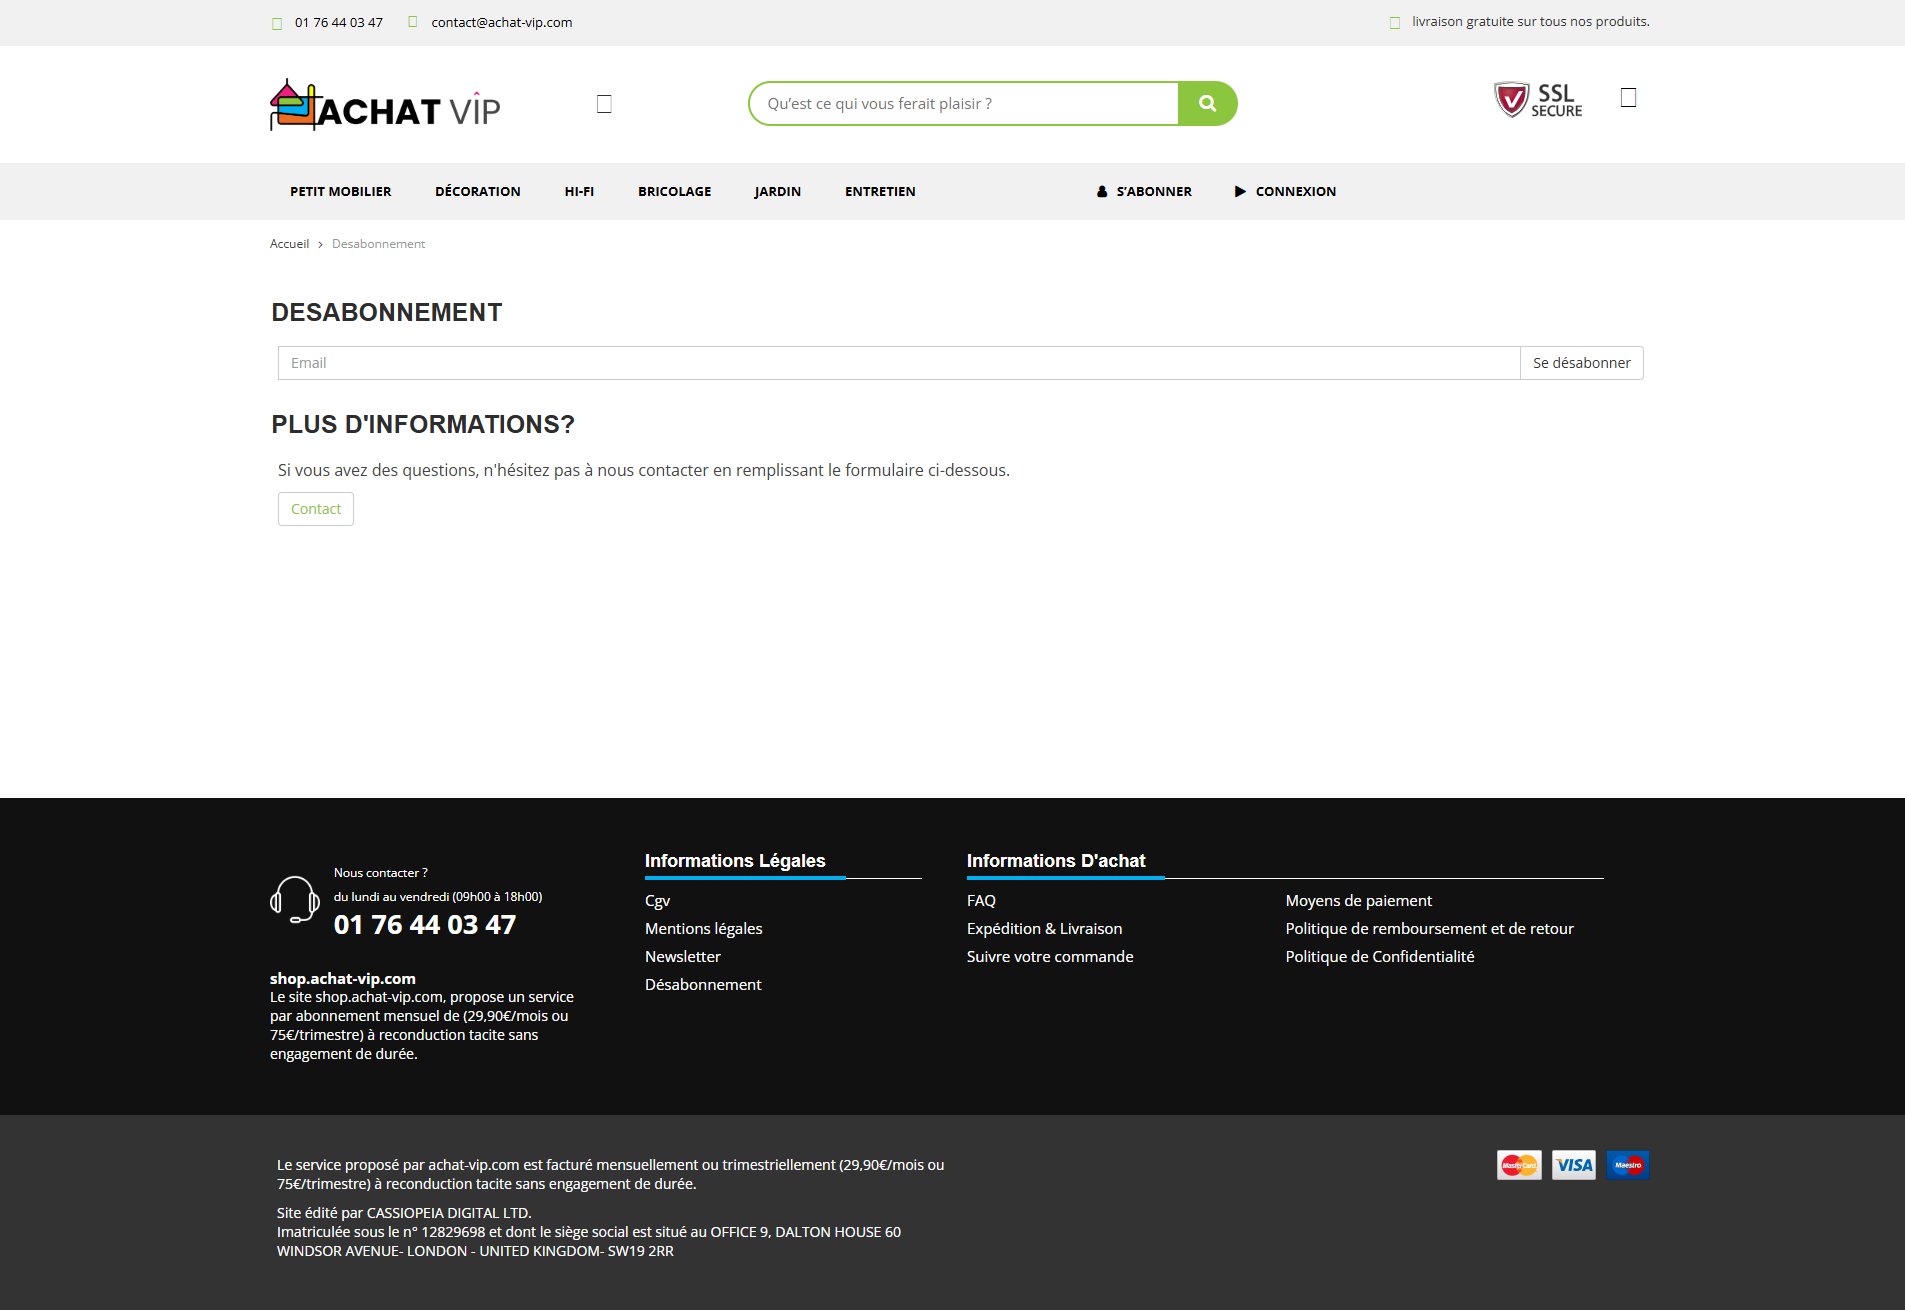 01 76 44 03 47
contact@achat-vip.com
livraison gratuite sur tous nos produits.
ACHAT VÎP
Qu'est ce qui vous ferait plaisir ?
SSL
SECURE
PETIT MOBILIER
DÉCORATION
HI-FI
BRICOLAGE
JARDIN
ENTRETIEN
S'ABONNER
CONNEXION
Accueil > Desabonnement
DESABONNEMENT
Email
Se désabonner
PLUS D'INFORMATIONS?
Si vous avez des questions, n'hésitez pas à nous contacter en remplissant le formulaire ci-dessous.
Contact
Nous contacter ?
du lundi au vendredi (09h00 à 18h00)
01 76 44 03 47
shop.achat-vip.com
Le site shop.achat-vip.com, propose un service
par abonnement mensuel de (29,90€/mois ou
75€/trimestre) à reconduction tacite sans
engagement de durée.
Informations Légales
Cgv
Mentions légales
Newsletter
Désabonnement
Informations D'achat
FAQ
Expédition & Livraison
Suivre votre commande
Moyens de paiement
Politique de remboursement et de retour
Politique de Confidentialité
Le service proposé par achat-vip.com est facturé mensuellement ou trimestriellement (29,90€/mois ou
75€/trimestre) à reconduction tacite sans engagement de durée.
Site édité par CASSIOPEIA DIGITAL LTD.
Imatriculée sous le n° 12829698 et dont le siège social est situé au OFFICE 9, DALTON HOUSE 60
WINDSOR AVENUE- LONDON - UNITED KINGDOM- SW19 2RR
MasterCard
VISA
Maestro